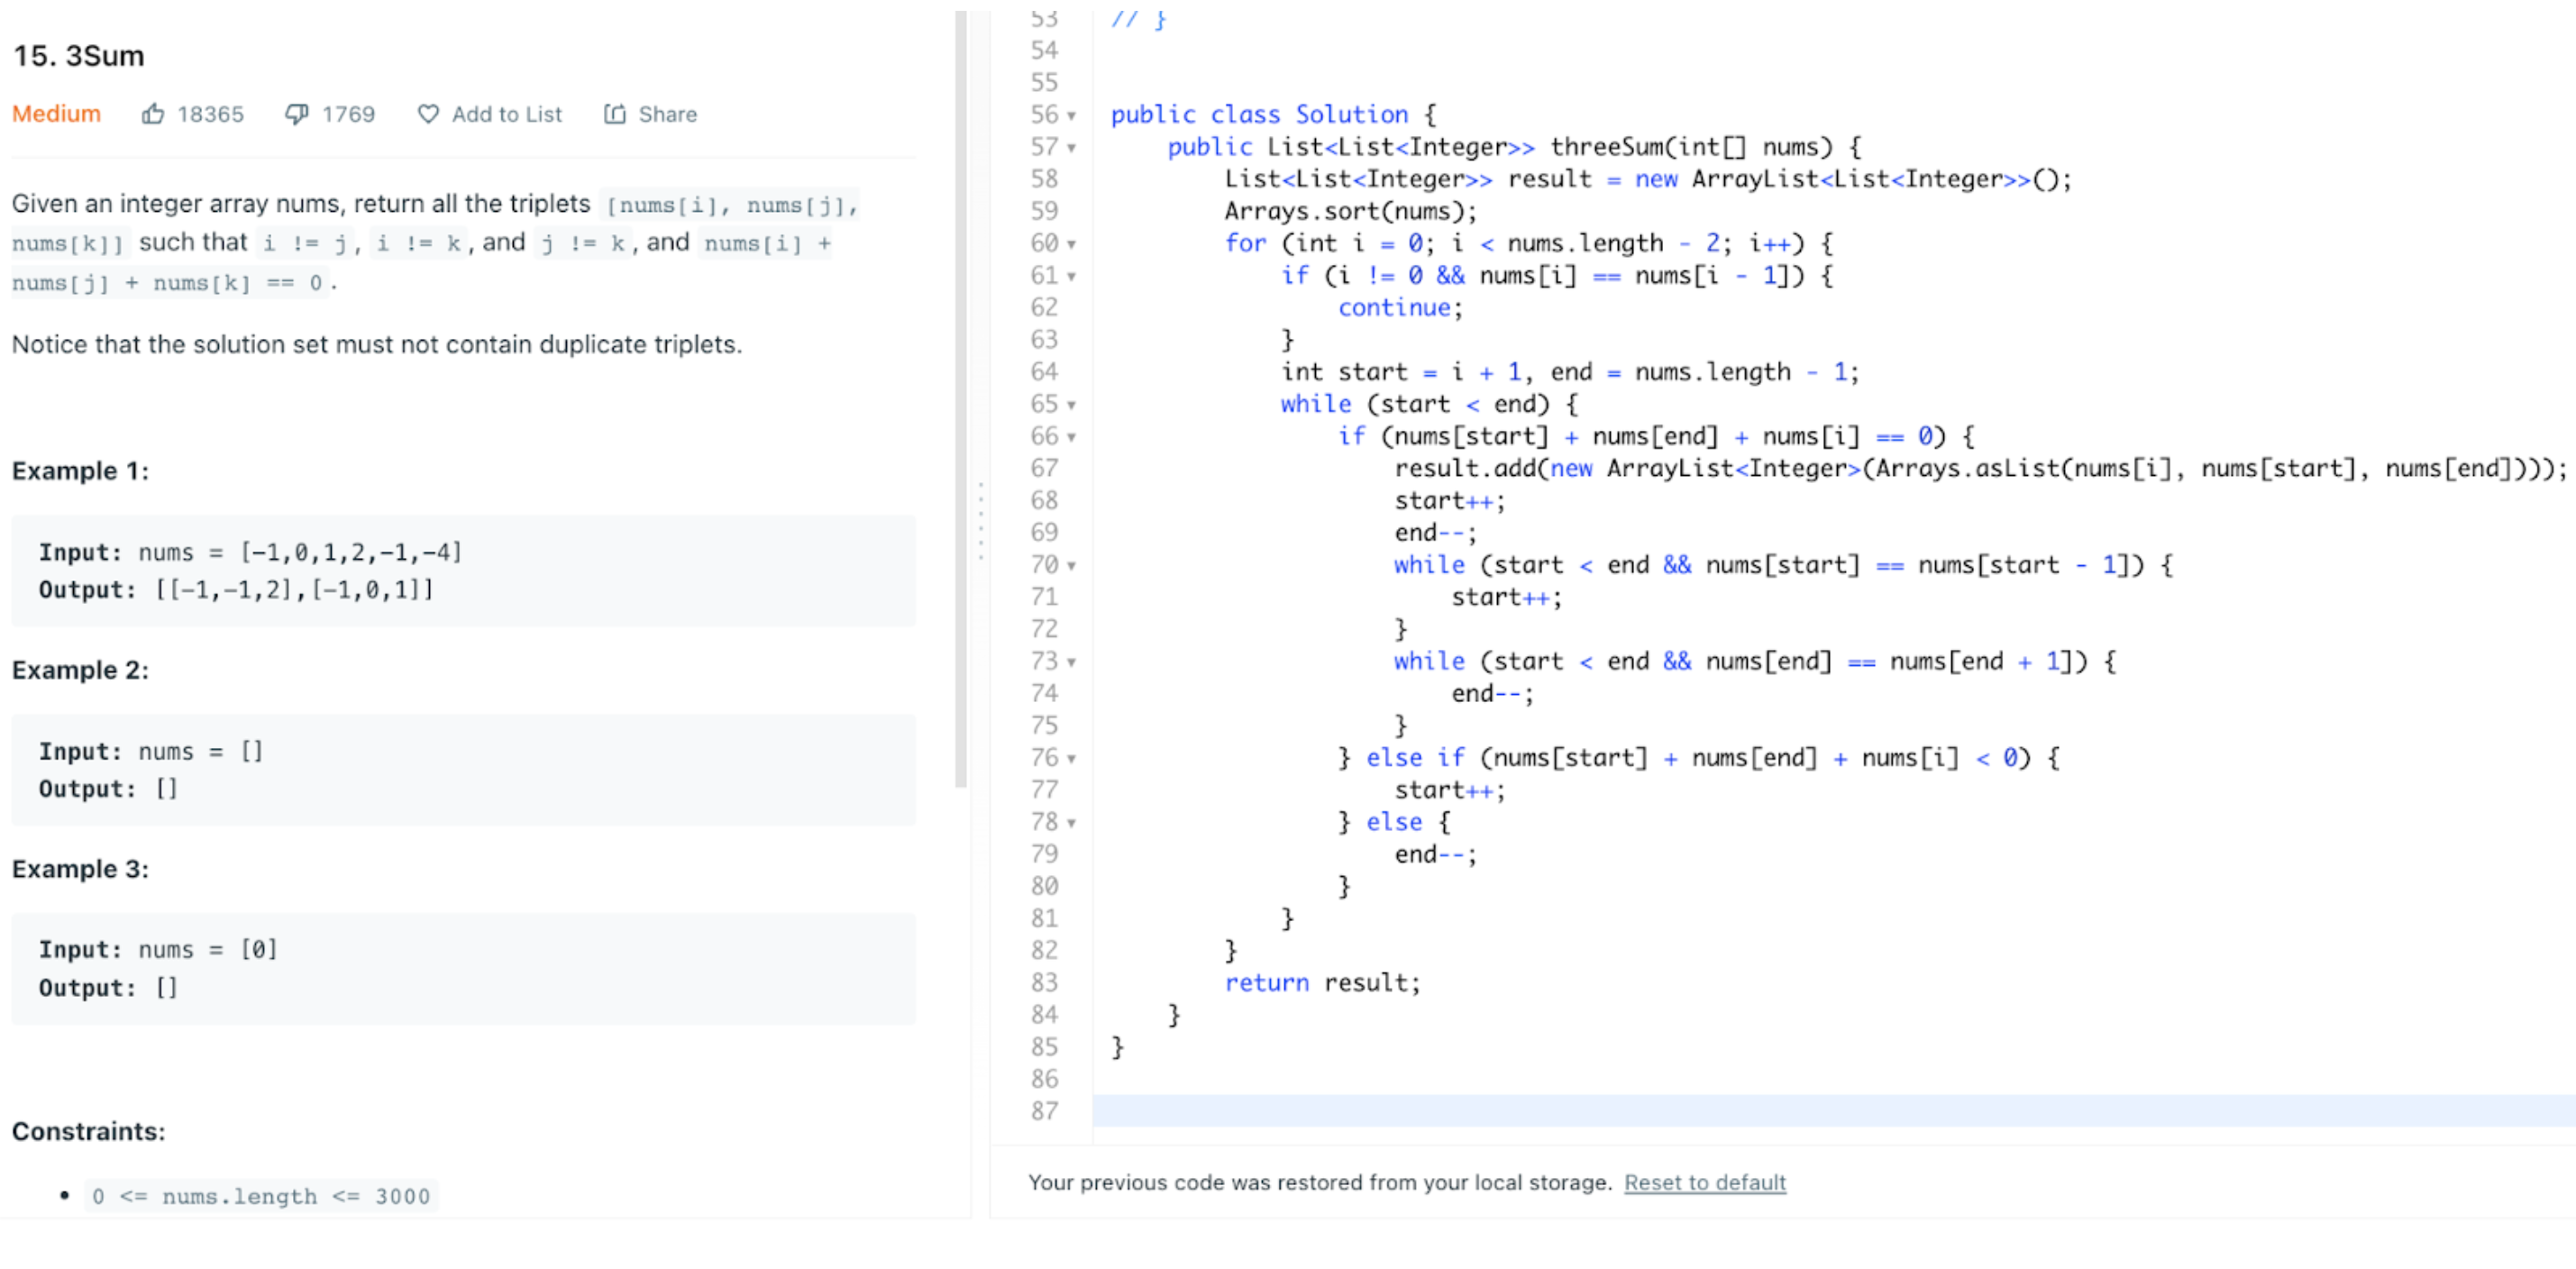 15. 3Sum
Medium 18365 1769 Add to List Share
Given an integer array nums, return all the triplets [nums[i], nums[j],
nums[k]] such that i != j, i != k, and j != k, and nums[i] +
nums[j] + nums[k] == 0.
Notice that the solution set must not contain duplicate triplets.
Example 1:
Input: nums = [-1,0,1,2,-1,-4]
Output: [[-1,-1,2],[-1,0,1]]
Example 2:
Input: nums = []
Output: []
Example 3:
Input: nums = [0]
Output: []
Constraints:
• 0 <= nums.length <= 3000
53 // }
54
55
56 public class Solution {
57 public List<List<Integer>> threeSum(int[] nums) {
58 List<List<Integer>> result = new ArrayList<List<Integer>>();
59 Arrays.sort(nums);
60 for (int i = 0; i < nums.length - 2; i++) {
61 if (i != 0 && nums[i] == nums[i - 1]) {
62 continue;
63 }
64 int start = i + 1, end = nums.length - 1;
65 while (start < end) {
66 if (nums[start] + nums[end] + nums[i] == 0) {
67 result.add(new ArrayList<Integer>(Arrays.asList(nums[i], nums[start], nums[end])));
68 start++;
69 end--;
70 while (start < end && nums[start] == nums[start - 1]) {
71 start++;
72 }
73 while (start < end && nums[end] == nums[end + 1]) {
74 end--;
75 }
76 } else if (nums[start] + nums[end] + nums[i] < 0) {
77 start++;
78 } else {
79 end--;
80 }
81 }
82 }
83 return result;
84 }
85 }
86
87
Your previous code was restored from your local storage. Reset to default